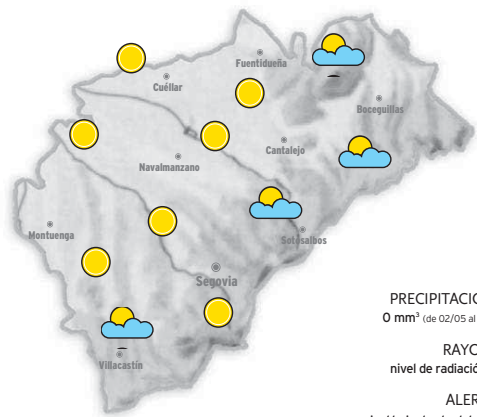 Fuentidueña
Cuéllar
Boceguillas
Cantalejo
Navalmanzano
Montuenga
Sotosalbos
Segovia
PRECIPITACIO
0 mm³ (de 02/05 al
RAYO
nivel de radiació
ALER
Villacastín